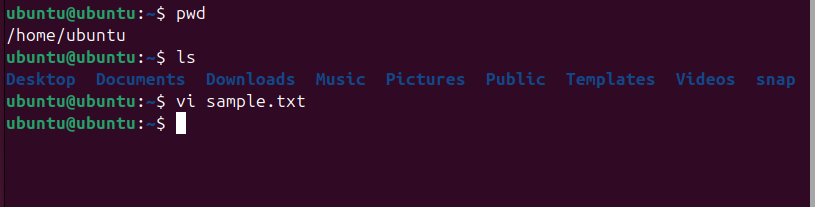 ubuntu@ubuntu:~$ pwd
/home/ubuntu
ubuntu@ubuntu:~$ ls
Desktop  Documents  Downloads  Music  Pictures  Public  Templates  Videos  snap
ubuntu@ubuntu:~$ vi sample.txt
ubuntu@ubuntu:~$